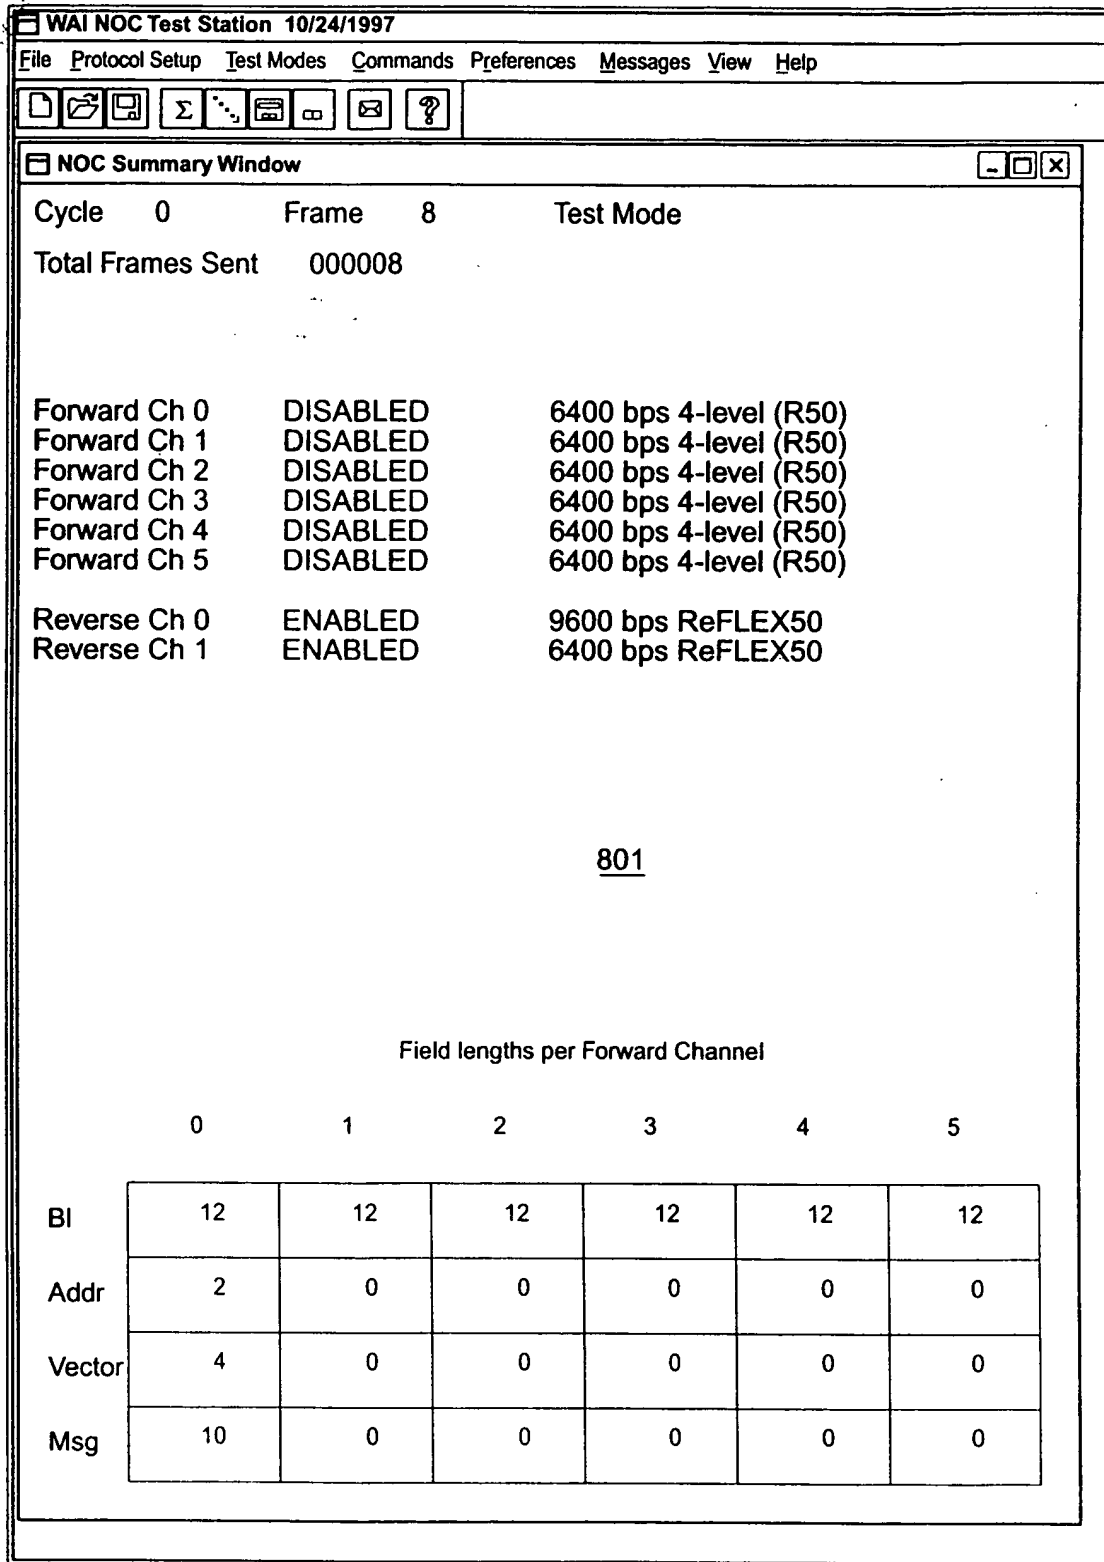 WAI NOC Test Station 10/24/1997
File Protocol Setup Test Modes Commands Preferences Messages View Help
Σ ?
NOC Summary Window
Cycle 0 Frame 8 Test Mode
Total Frames Sent 000008
Forward Ch 0 DISABLED 6400 bps 4-level (R50)
Forward Ch 1 DISABLED 6400 bps 4-level (R50)
Forward Ch 2 DISABLED 6400 bps 4-level (R50)
Forward Ch 3 DISABLED 6400 bps 4-level (R50)
Forward Ch 4 DISABLED 6400 bps 4-level (R50)
Forward Ch 5 DISABLED 6400 bps 4-level (R50)
Reverse Ch 0 ENABLED 9600 bps ReFLEX50
Reverse Ch 1 ENABLED 6400 bps ReFLEX50
801
Field lengths per Forward Channel
0 1 2 3 4 5
BI 12 12 12 12 12 12
Addr 2 0 0 0 0 0
Vector 4 0 0 0 0 0
Msg 10 0 0 0 0 0